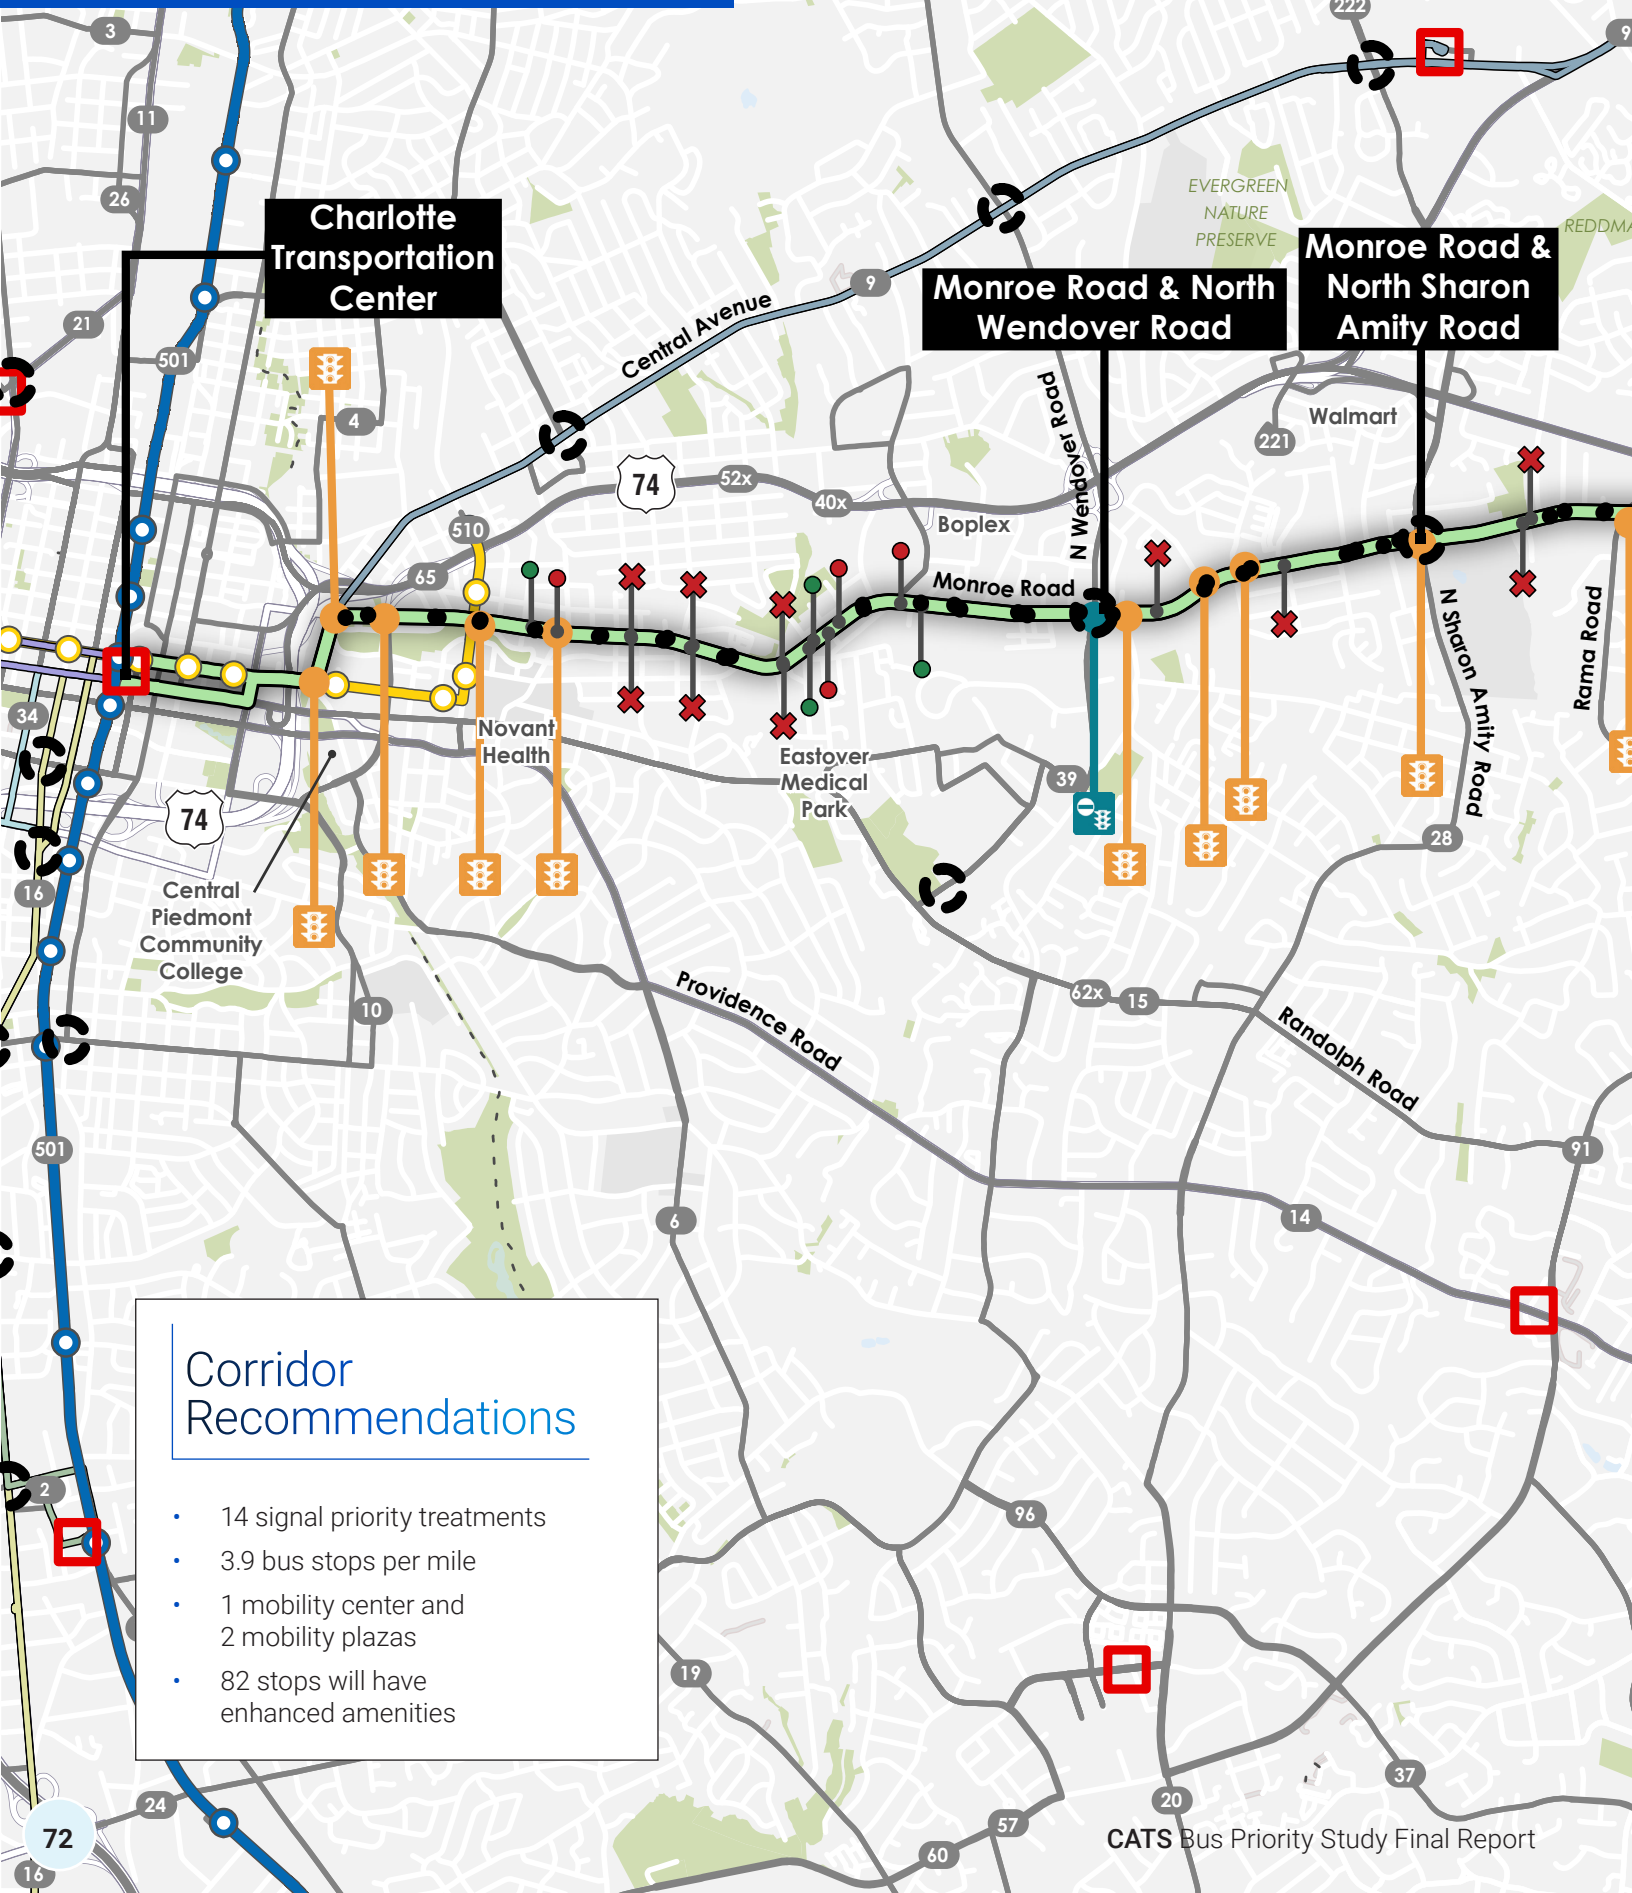 3
222
9
11
26
EVERGREEN
NATURE
PRESERVE
REDDMA
Charlotte
Transportation
Center
Monroe Road &
North Sharon
Amity Road
9
Monroe Road & North
Wendover Road
21
501
Central Avenue
4
N Wendover Road
Walmart
221
74
52x
40x
510
Boplex
65
Monroe Road
N Sharon Amity Road
Rama Road
34
Novant
Health
Eastover
Medical
Park
39
74
28
16
Central
Piedmont
Community
College
10
Providence Road
62x
15
Randolph Road
501
91
6
14
Corridor
Recommendations
2
• 14 signal priority treatments
• 3.9 bus stops per mile
• 1 mobility center and
2 mobility plazas
• 82 stops will have
enhanced amenities
96
19
37
24
20
57
60
72
16
CATS Bus Priority Study Final Report